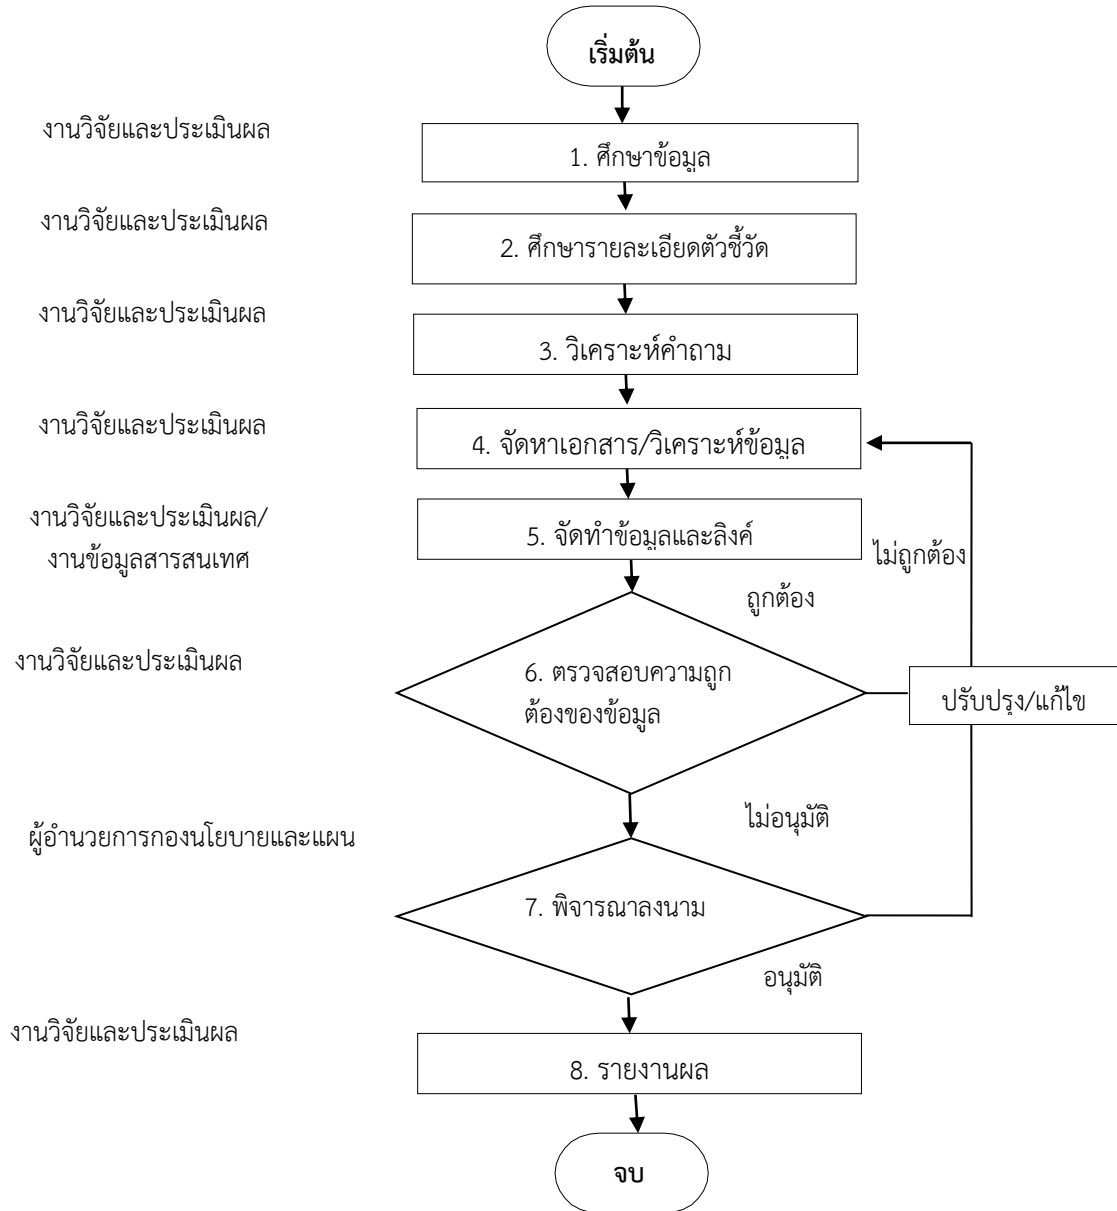 เริ่มต้น
งานวิจัยและประเมินผล
1. ศึกษาข้อมูล
งานวิจัยและประเมินผล
2. ศึกษารายละเอียดตัวชี้วัด
งานวิจัยและประเมินผล
3. วิเคราะห์คำถาม
งานวิจัยและประเมินผล
4. จัดหาเอกสาร/วิเคราะห์ข้อมูล
งานวิจัยและประเมินผล/
งานข้อมูลสารสนเทศ
5. จัดทำข้อมูลและลิงค์
ไม่ถูกต้อง
ถูกต้อง
งานวิจัยและประเมินผล
6. ตรวจสอบความถูก
ต้องของข้อมูล
ปรับปรุง/แก้ไข
ไม่อนุมัติ
ผู้อำนวยการกองนโยบายและแผน
7. พิจารณาลงนาม
อนุมัติ
งานวิจัยและประเมินผล
8. รายงานผล
จบ